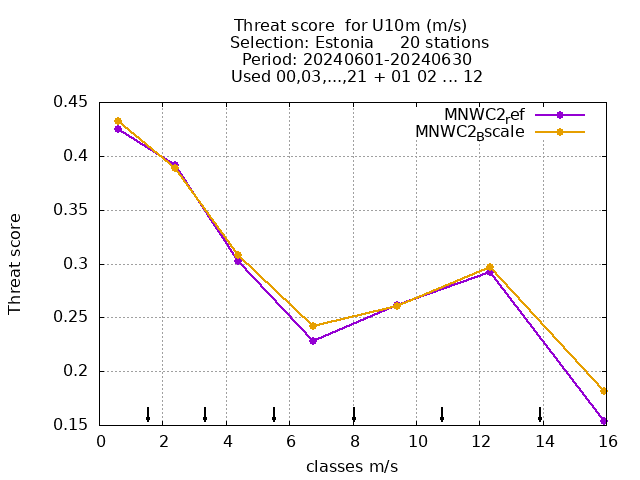 Threat score  for U10m (m/s)
Selection: Estonia     20 stations
Period: 20240601-20240630
Used 00,03,...,21 + 01 02 ... 12
MNWC2ref
MNWC2Bscale
0.45
0.4
0.35
0.3
0.25
0.2
0.15
Threat score
0 2 4 6 8 10 12 14 16
classes m/s